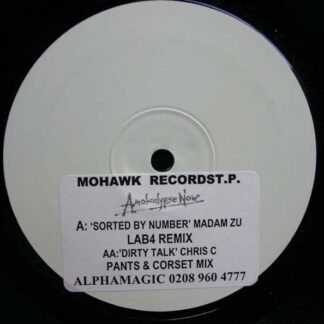 MOHAWK RECORDST.P.
Amokalypse Now
A: 'SORTED BY NUMBER' MADAM ZU
LAB4 REMIX
AA:'DIRTY TALK' CHRIS C
PANTS & CORSET MIX
ALPHAMAGIC 0208 960 4777